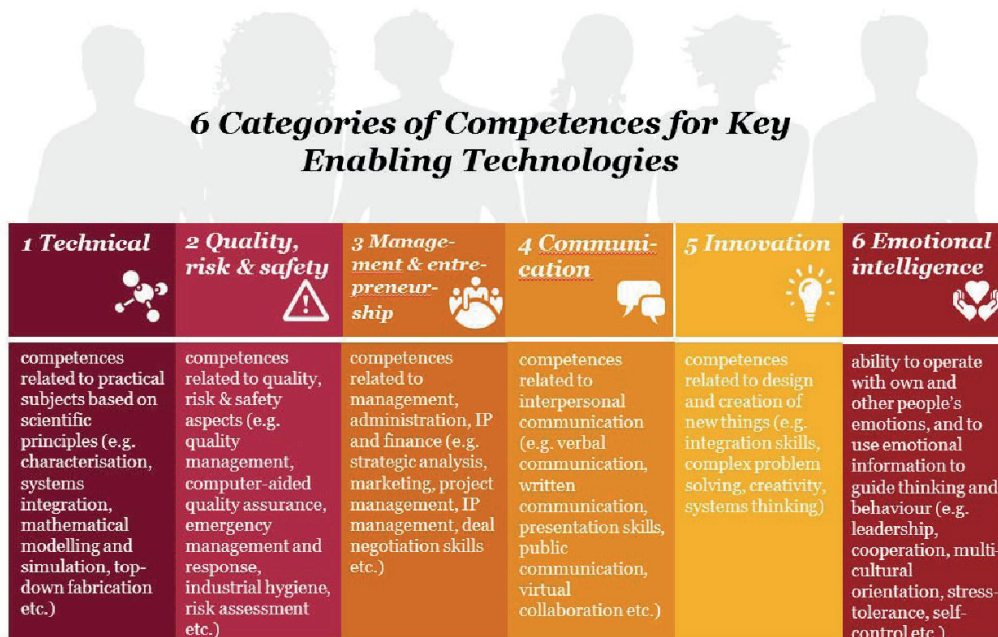 6 Categories of Competences for Key
Enabling Technologies
1 Technical
2 Quality,
risk & safety
3 Manage-
ment & entre-
preneur-
ship
4 Communi-
cation
5 Innovation
6 Emotional
intelligence
competences
related to practical
subjects based on
scientific
principles (e.g.
characterisation,
systems
integration,
mathematical
modelling and
simulation, top-
down fabrication
etc.)
competences
related to quality,
risk & safety
aspects (e.g.
quality
management,
computer-aided
quality assurance,
emergency
management and
response,
industrial hygiene,
risk assessment
etc.)
competences
related to
management,
administration, IP
and finance (e.g.
strategic analysis,
marketing, project
management, IP
management, deal
negotiation skills
etc.)
competences
related to
interpersonal
communication
(e.g. verbal
communication,
written
communication,
presentation skills,
public
communication,
virtual
collaboration etc.)
competences
related to design
and creation of
new things (e.g.
integration skills,
complex problem
solving, creativity,
systems thinking)
ability to operate
with own and
other people's
emotions, and to
use emotional
information to
guide thinking and
behaviour (e.g.
leadership,
cooperation, multi-
cultural
orientation, stress-
tolerance, self-
control etc.)